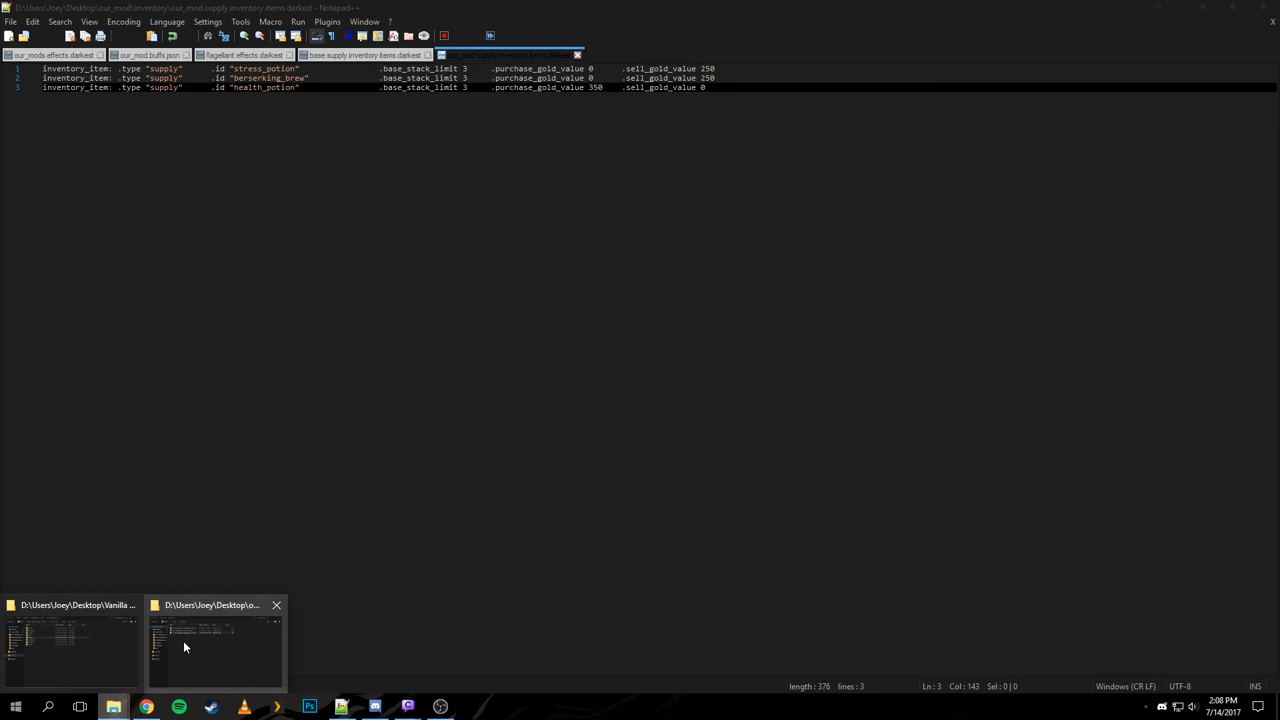 D:\Users\Joey\Desktop\our_mod\inventory\our_mod.supply.inventory.items.darkest - Notepad++
File Edit Search View Encoding Language Settings Tools Macro Run Plugins Window ? X
our_mods.effects.darkest our_mod.buffs.json flagellant.effects.darkest base.supply.inventory.items.darkest our_mod.supply.inventory.items.darkest
1 inventory_item: .type "supply" .id "stress_potion" .base_stack_limit 3 .purchase_gold_value 0 .sell_gold_value 250
2 inventory_item: .type "supply" .id "berserking_brew" .base_stack_limit 3 .purchase_gold_value 0 .sell_gold_value 250
3 inventory_item: .type "supply" .id "health_potion" .base_stack_limit 3 .purchase_gold_value 350 .sell_gold_value 0
D:\Users\Joey\Desktop\Vanilla ... D:\Users\Joey\Desktop\o...
length : 376 lines : 3 Ln : 3 Col : 143 Sel : 0 | 0 Windows (CR LF) UTF-8 INS
2:08 PM
7/14/2017